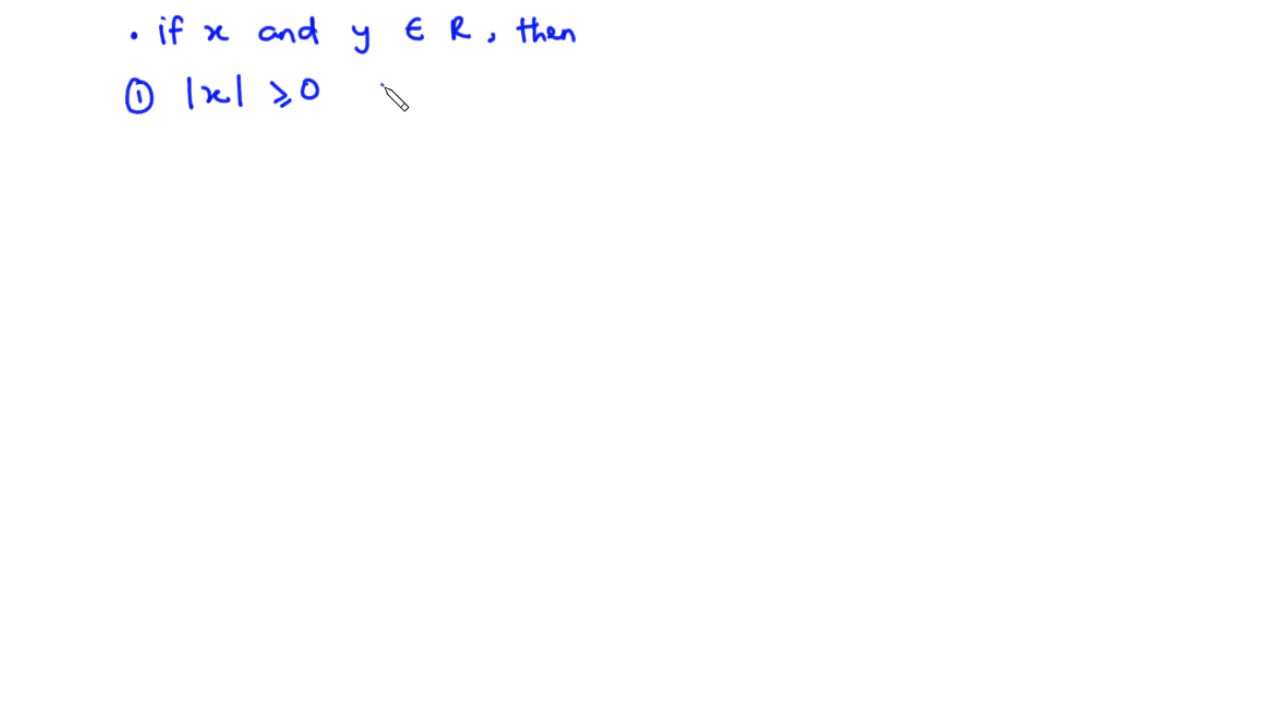 • if x and y ∈ R, then
① |x| ⩾ 0